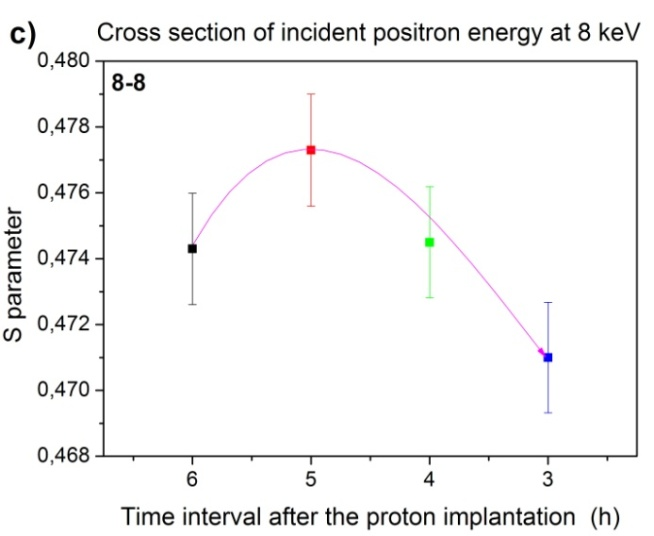 c) Cross section of incident positron energy at 8 keV
8-8
0,480
0,478
0,476
0,474
0,472
0,470
0,468
S parameter
6 5 4 3
Time interval after the proton implantation (h)